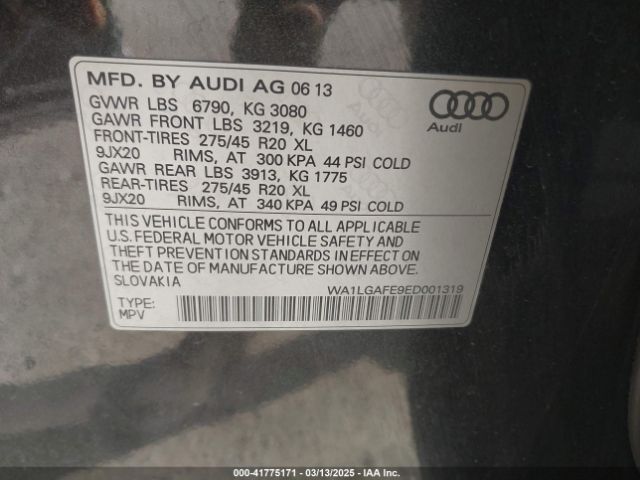 MFD. BY AUDI AG 06 13
GVWR LBS 6790, KG 3080
GAWR FRONT LBS 3219, KG 1460
FRONT-TIRES 275/45 R20 XL
9JX20 RIMS, AT 300 KPA 44 PSI COLD
GAWR REAR LBS 3913, KG 1775
REAR-TIRES 275/45 R20 XL
9JX20 RIMS, AT 340 KPA 49 PSI COLD
Audi
THIS VEHICLE CONFORMS TO ALL APPLICABLE
U.S. FEDERAL MOTOR VEHICLE SAFETY AND
THEFT PREVENTION STANDARDS IN EFFECT ON
THE DATE OF MANUFACTURE SHOWN ABOVE.
SLOVAKIA
WA1LGAFE9ED001319
TYPE:
MPV
000-41775171 - 03/13/2025 - IAA Inc.